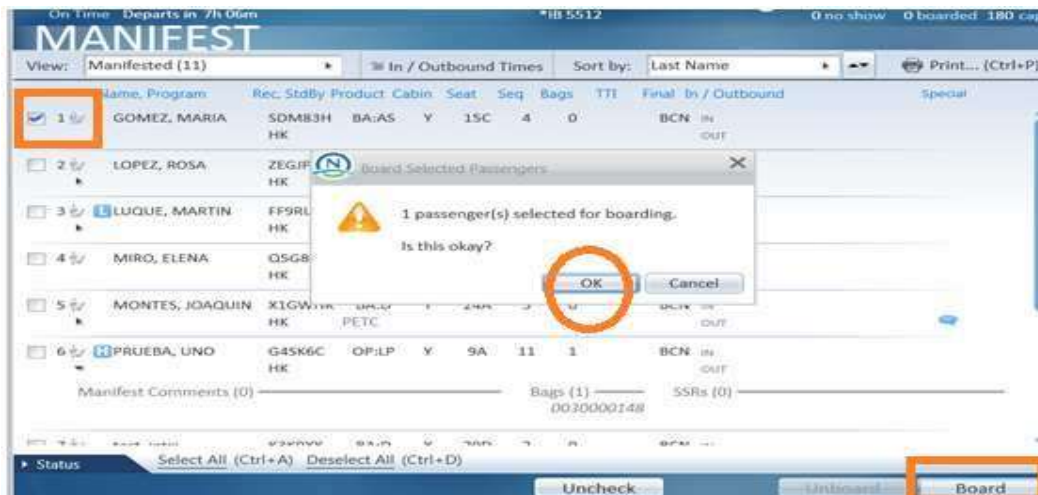 On Time Departs in 7h 06m *IB 5512 0 no show 0 boarded 180 cap
MANIFEST
View: Manifested (11) In / Outbound Times Sort by: Last Name Print... (Ctrl+P)
Name, Program Rec, StdBy Product Cabin Seat Seq Bags TTI Final In / Outbound Special
1 GOMEZ, MARIA SDM83H BA:AS Y 15C 4 0 BCN IN
HK OUT
2 LOPEZ, ROSA
HK
Board Selected Passengers
3 L LUQUE, MARTIN FF9RL
HK
1 passenger(s) selected for boarding.
Is this okay?
4 MIRO, ELENA
HK
OK Cancel
5 MONTES, JOAQUIN
HK PETC OUT
6 H PRUEBA, UNO G45K6C OP:LP Y 9A 11 1 BCN IN
HK OUT
Manifest Comments (0) Bags (1) SSRs (0)
0030000148
Status Select All (Ctrl+A) Deselect All (Ctrl+D)
Uncheck Unboard Board